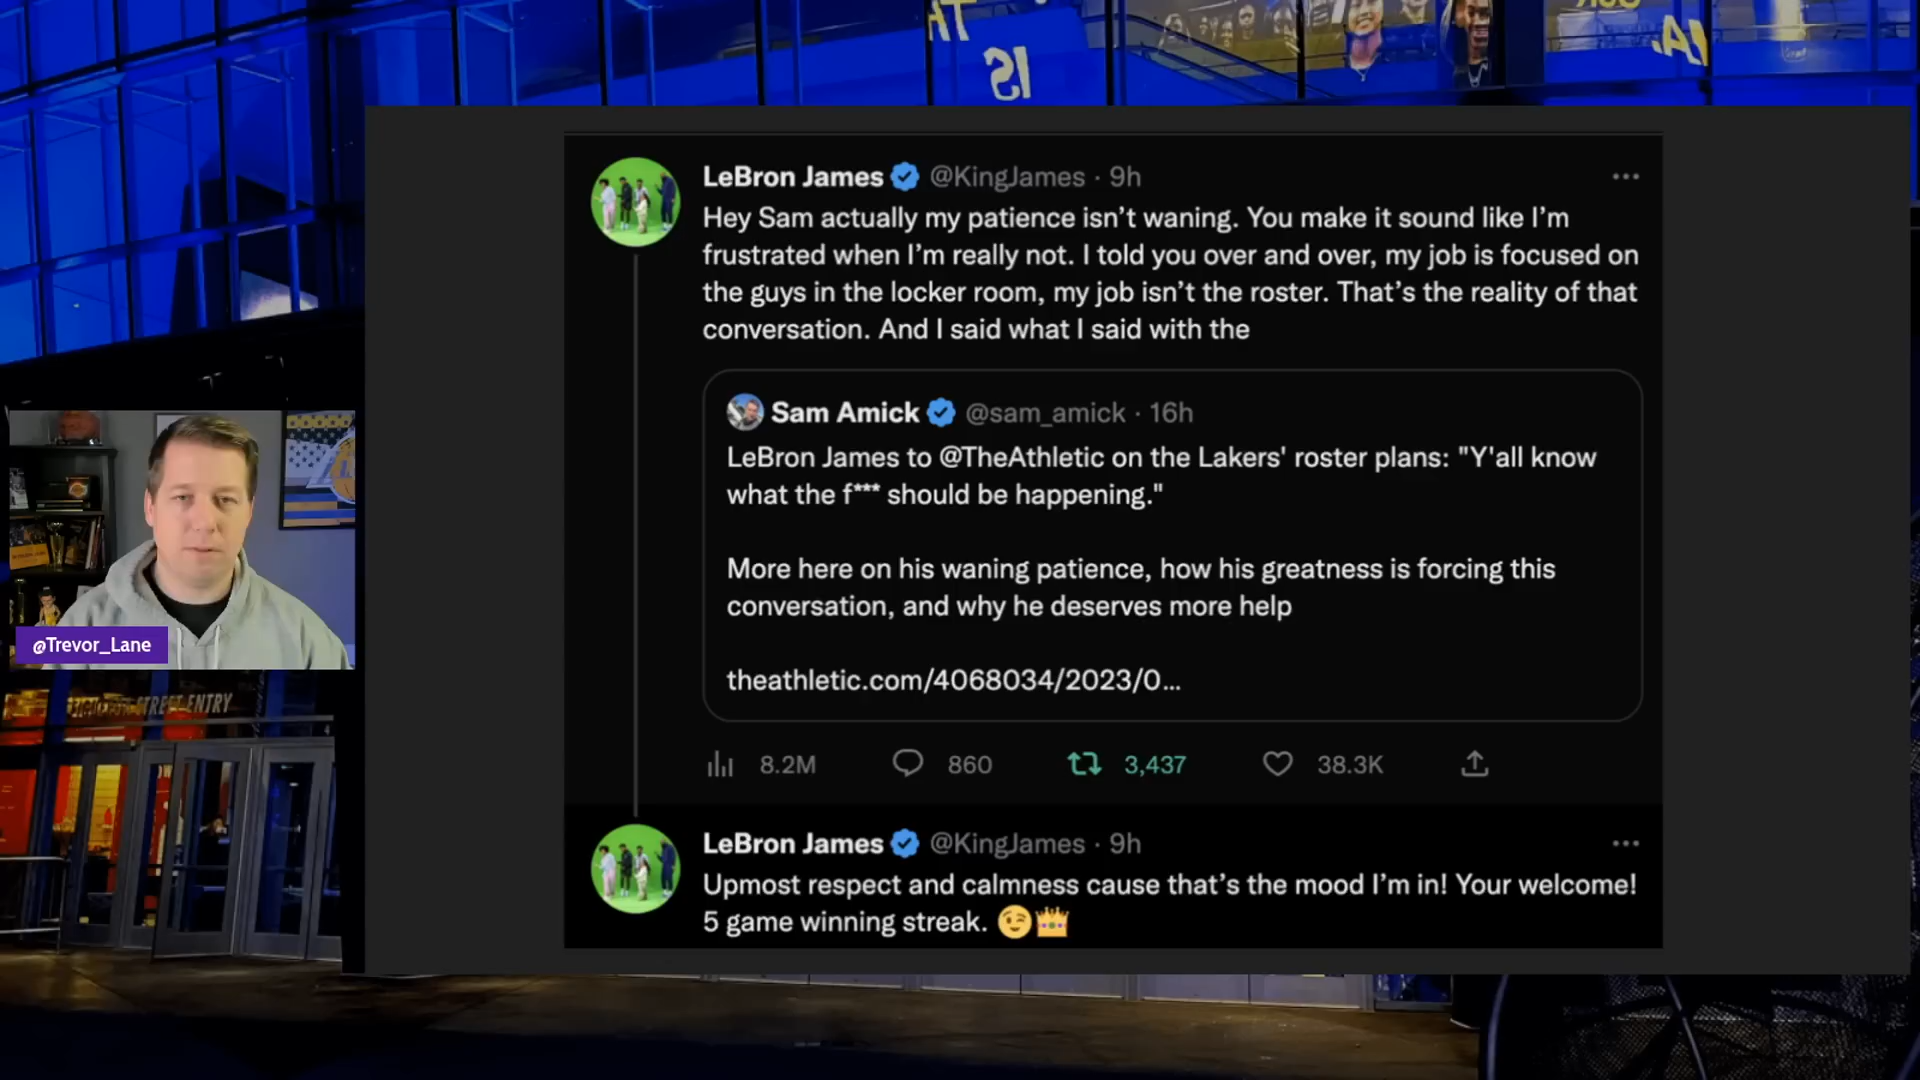 TA
IS
LA
LeBron James @KingJames · 9h
Hey Sam actually my patience isn’t waning. You make it sound like I’m
frustrated when I’m really not. I told you over and over, my job is focused on
the guys in the locker room, my job isn’t the roster. That’s the reality of that
conversation. And I said what I said with the
Sam Amick @sam_amick · 16h
LeBron James to @TheAthletic on the Lakers' roster plans: "Y'all know
what the f*** should be happening."
More here on his waning patience, how his greatness is forcing this
conversation, and why he deserves more help
theathletic.com/4068034/2023/0...
8.2M 860 3,437 38.3K
LeBron James @KingJames · 9h
Upmost respect and calmness cause that’s the mood I’m in! Your welcome!
5 game winning streak. 😉👑
@Trevor_Lane
STREET ENTRY